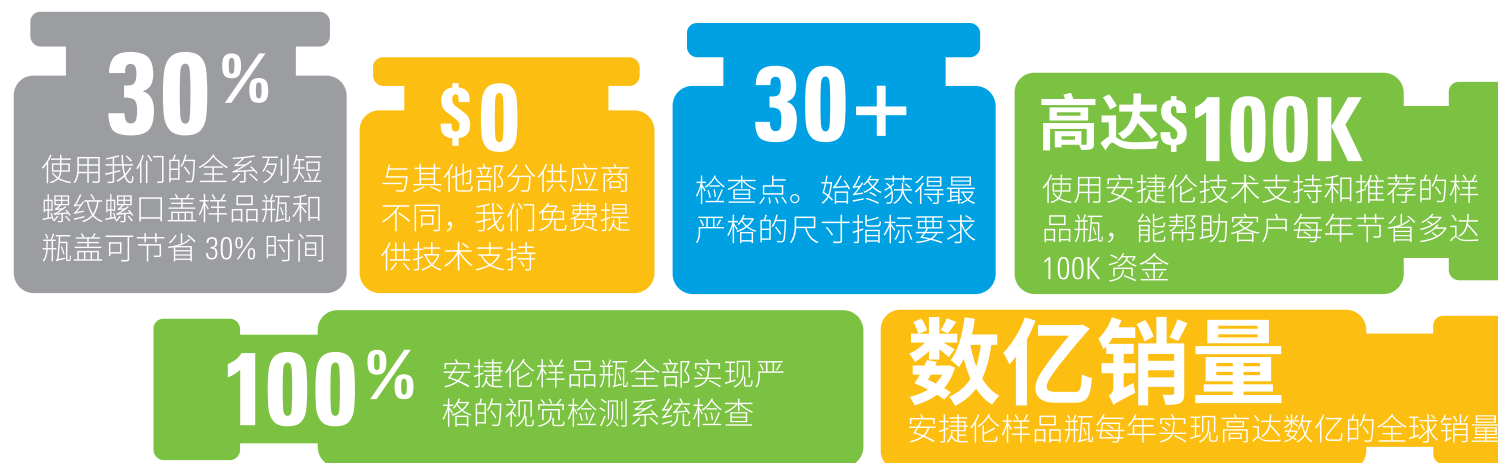 30%
使用我们的全系列短
螺纹螺口盖样品瓶和
瓶盖可节省 30% 时间
$0
与其他部分供应商
不同，我们免费提
供技术支持
30+
检查点。始终获得最
严格的尺寸指标要求
高达$100K
使用安捷伦技术支持和推荐的样
品瓶，能帮助客户每年节省多达
100K 资金
100%
安捷伦样品瓶全部实现严
格的视觉检测系统检查
数亿销量
安捷伦样品瓶每年实现高达数亿的全球销量